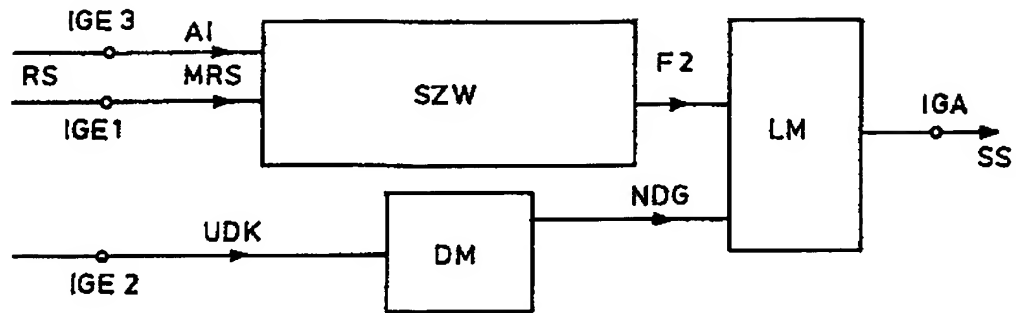 IGE 3
AI
RS
MRS
IGE1
SZW
F2
LM
IGA
SS
NDG
UDK
DM
IGE 2